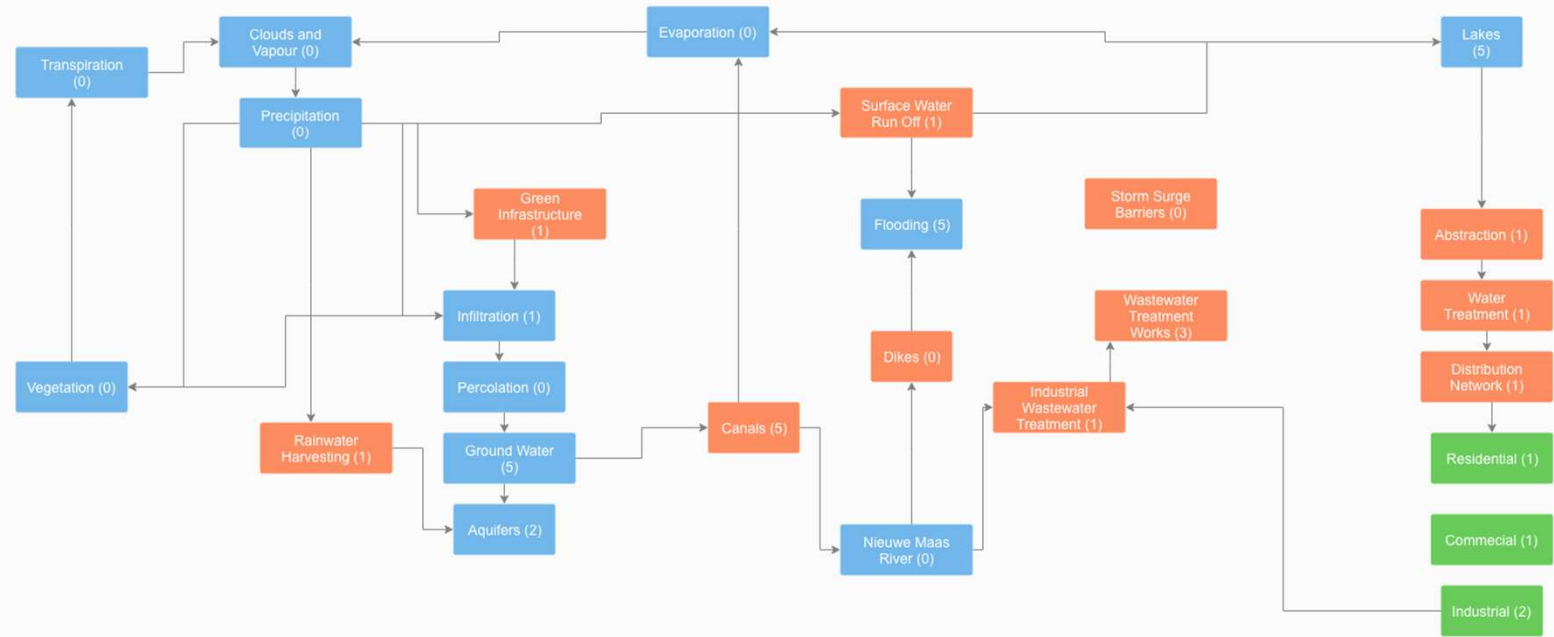 Clouds and
Vapour (0)
Evaporation (0)
Lakes
(5)
Transpiration
(0)
Precipitation
(0)
Surface Water
Run Off (1)
Green
Infrastructure
(1)
Flooding (5)
Storm Surge
Barriers (0)
Abstraction (1)
Infiltration (1)
Wastewater
Treatment
Works (3)
Water
Treatment (1)
Vegetation (0)
Percolation (0)
Dikes (0)
Distribution
Network (1)
Rainwater
Harvesting (1)
Ground Water
(5)
Canals (5)
Industrial
Wastewater
Treatment (1)
Residential (1)
Aquifers (2)
Nieuwe Maas
River (0)
Commecial (1)
Industrial (2)